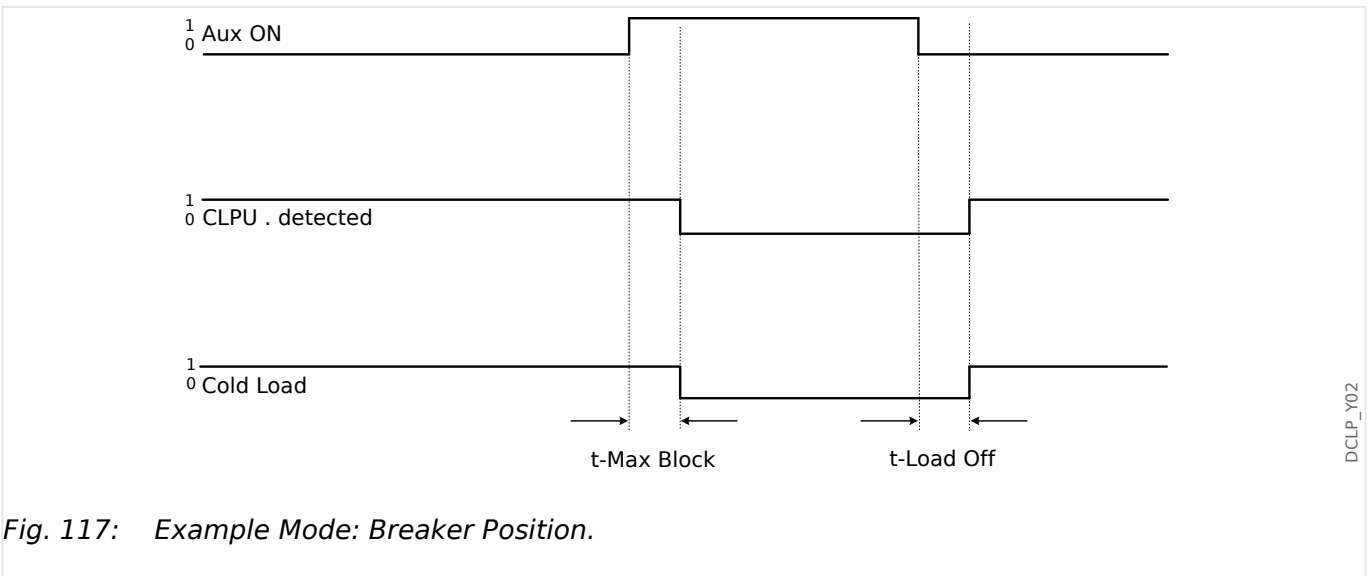 1
0
Aux ON
1
0
CLPU . detected
1
0
Cold Load
t-Max Block
t-Load Off
DCLP_Y02
Fig. 117: Example Mode: Breaker Position.